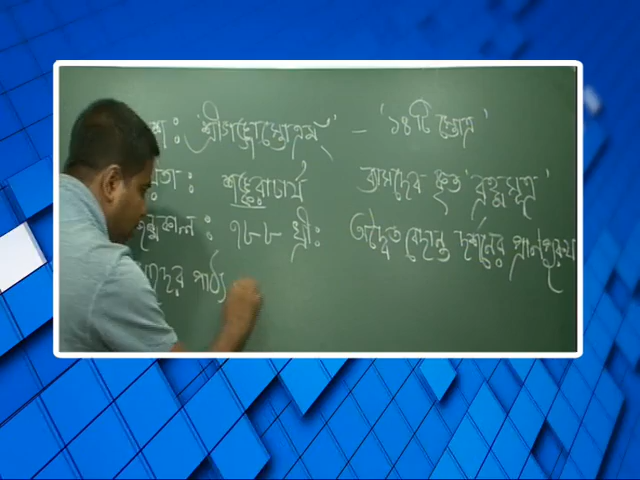 শ : 'শ্রীগঙ্গাস্তোত্রম্' – '১৪টি স্তোত্র'
তা : শঙ্করাচার্য ব্যাসদেব কৃত 'ব্রহ্মসূত্র'
জন্মকাল : ৭৮৮ খ্রীঃ অদ্বৈত বেদান্ত দর্শনের প্রাণপুরুষ
পাঠ্য